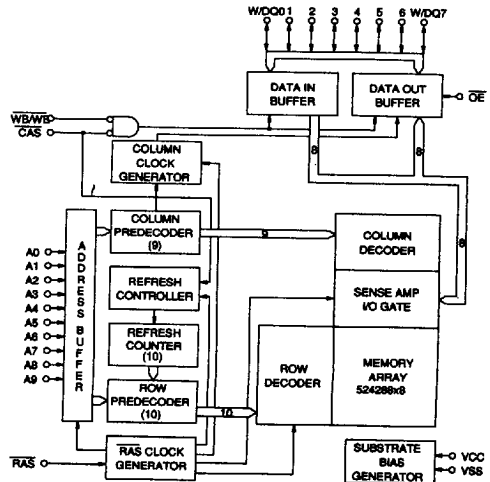 W/DQ0 1 2 3 4 5 6 W/DQ7
DATA IN
BUFFER
DATA OUT
BUFFER
OE
WB/WB
CAS
8
8
8
COLUMN
CLOCK
GENERATOR
COLUMN
PREDECODER
(9)
9
COLUMN
DECODER
A0
A1
A2
A3
A4
A5
A6
A7
A8
A9
ADDRESS BUFFER
REFRESH
CONTROLLER
SENSE AMP
I/O GATE
REFRESH
COUNTER
(10)
ROW
DECODER
MEMORY
ARRAY
524288x8
ROW
PREDECODER
(10)
10
RAS
RAS CLOCK
GENERATOR
SUBSTRATE
BIAS
GENERATOR
VCC
VSS